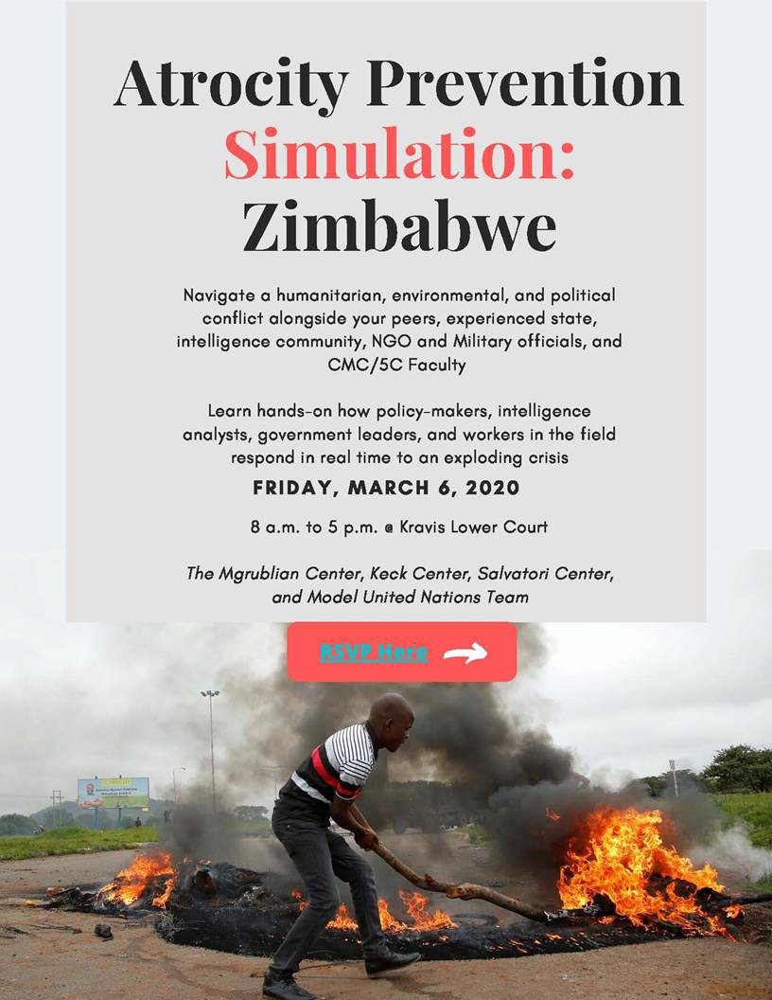 Atrocity Prevention
Simulation:
Zimbabwe
Navigate a humanitarian, environmental, and political
conflict alongside your peers, experienced state,
intelligence community, NGO and Military officials, and
CMC/5C Faculty
Learn hands-on how policy-makers, intelligence
analysts, government leaders, and workers in the field
respond in real time to an exploding crisis
FRIDAY, MARCH 6, 2020
8 a.m. to 5 p.m. @ Kravis Lower Court
The Mgrublian Center, Keck Center, Salvatori Center,
and Model United Nations Team
RSVP Here